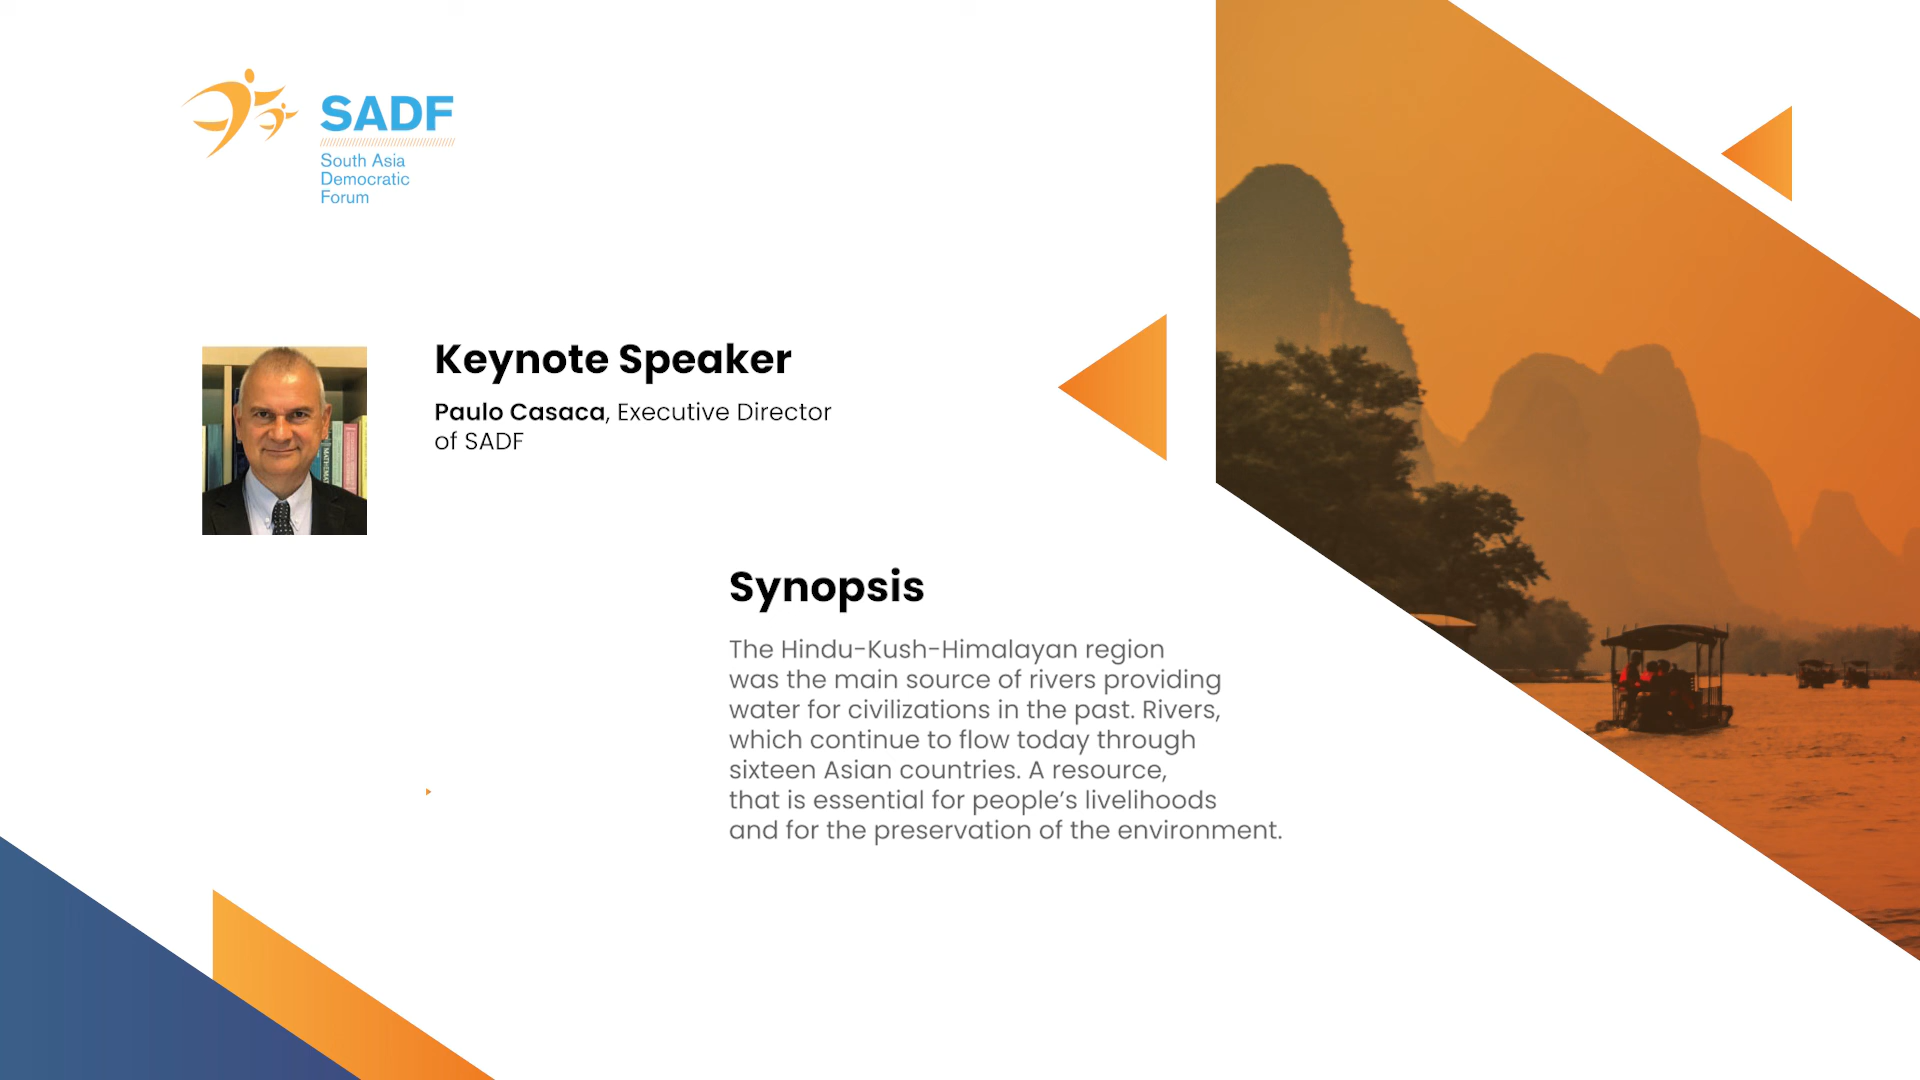 SADF
South Asia
Democratic
Forum
Keynote Speaker
Paulo Casaca, Executive Director
of SADF
Synopsis
The Hindu-Kush-Himalayan region
was the main source of rivers providing
water for civilizations in the past. Rivers,
which continue to flow today through
sixteen Asian countries. A resource,
that is essential for people’s livelihoods
and for the preservation of the environment.